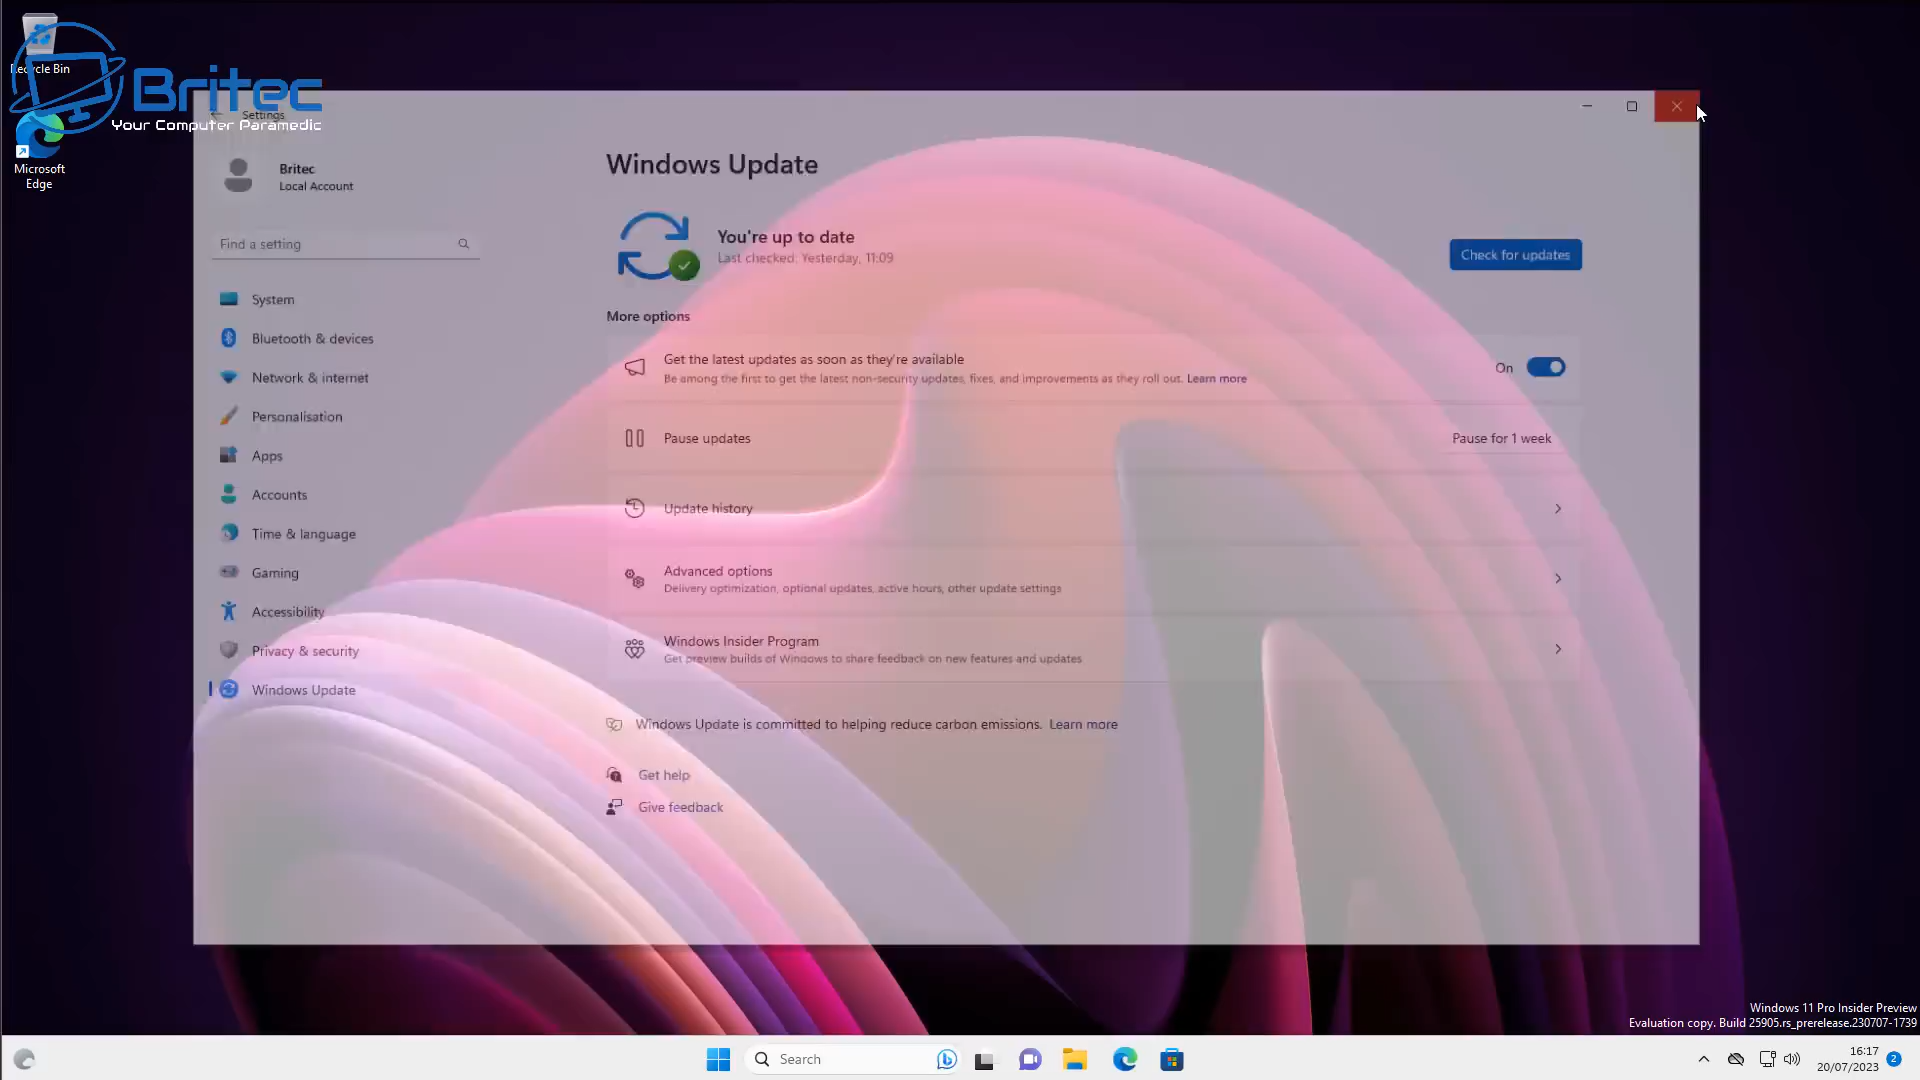 Recycle Bin
Britec
Your Computer Paramedic
Microsoft
Edge
Settings
Britec
Local Account
Find a setting
System
Bluetooth & devices
Network & internet
Personalisation
Apps
Accounts
Time & language
Gaming
Accessibility
Privacy & security
Windows Update
Windows Update
You're up to date
Last checked: Yesterday, 11:09
Check for updates
More options
Get the latest updates as soon as they're available
Be among the first to get the latest non-security updates, fixes, and improvements as they roll out. Learn more
On
Pause updates
Pause for 1 week
Update history
Advanced options
Delivery optimization, optional updates, active hours, other update settings
Windows Insider Program
Get preview builds of Windows to share feedback on new features and updates
Windows Update is committed to helping reduce carbon emissions. Learn more
Get help
Give feedback
Windows 11 Pro Insider Preview
Evaluation copy. Build 25905.rs_prerelease.230707-1739
Search
16:17
20/07/2023
2